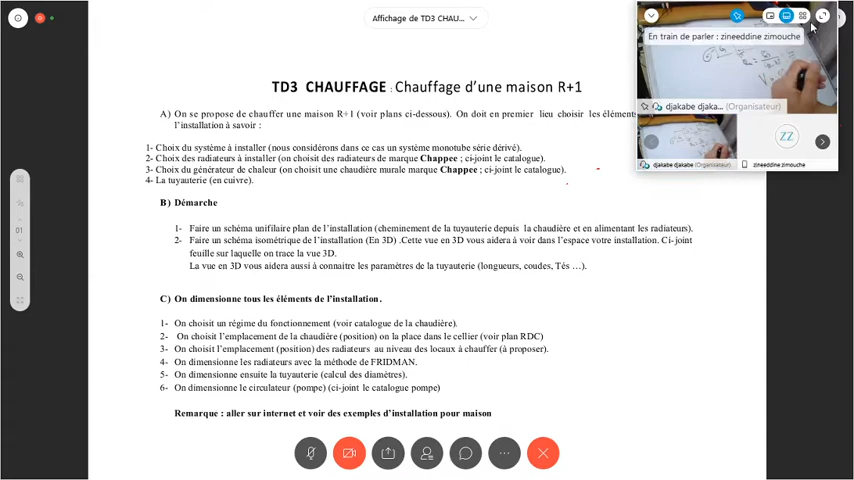 Affichage de TD3 CHAU...
En train de parler : zineeddine zimouche
djakabe djaka... (Organisateur)
ZZ
djakabe djakabe (Organisateur)
zineeddine zimouche
01
TD3 CHAUFFAGE : Chauffage d'une maison R+1
A) On se propose de chauffer une maison R+1 (voir plans ci-dessous). On doit en premier lieu choisir les élément
l'installation à savoir :
1- Choix du système à installer (nous considérons dans ce cas un système monotube série dérivé).
2- Choix des radiateurs à installer (on choisit des radiateurs de marque Chappee ; ci-joint le catalogue).
3- Choix du générateur de chaleur (on choisit une chaudière murale marque Chappee ; ci-joint le catalogue).
4- La tuyauterie (en cuivre).
B) Démarche
1- Faire un schéma unifilaire plan de l'installation (cheminement de la tuyauterie depuis la chaudière et en alimentant les radiateurs).
2- Faire un schéma isométrique de l'installation (En 3D) .Cette vue en 3D vous aidera à voir dans l'espace votre installation. Ci-joint
feuille sur laquelle on trace la vue 3D.
La vue en 3D vous aidera aussi à connaitre les paramètres de la tuyauterie (longueurs, coudes, Tés …).
C) On dimensionne tous les éléments de l'installation.
1- On choisit un régime du fonctionnement (voir catalogue de la chaudière).
2- On choisit l'emplacement de la chaudière (position) on la place dans le cellier (voir plan RDC)
3- On choisit l'emplacement (position) des radiateurs au niveau des locaux à chauffer (à proposer).
4- On dimensionne les radiateurs avec la méthode de FRIDMAN.
5- On dimensionne ensuite la tuyauterie (calcul des diamètres).
6- On dimensionne le circulateur (pompe) (ci-joint le catalogue pompe)
Remarque : aller sur internet et voir des exemples d'installation pour maison